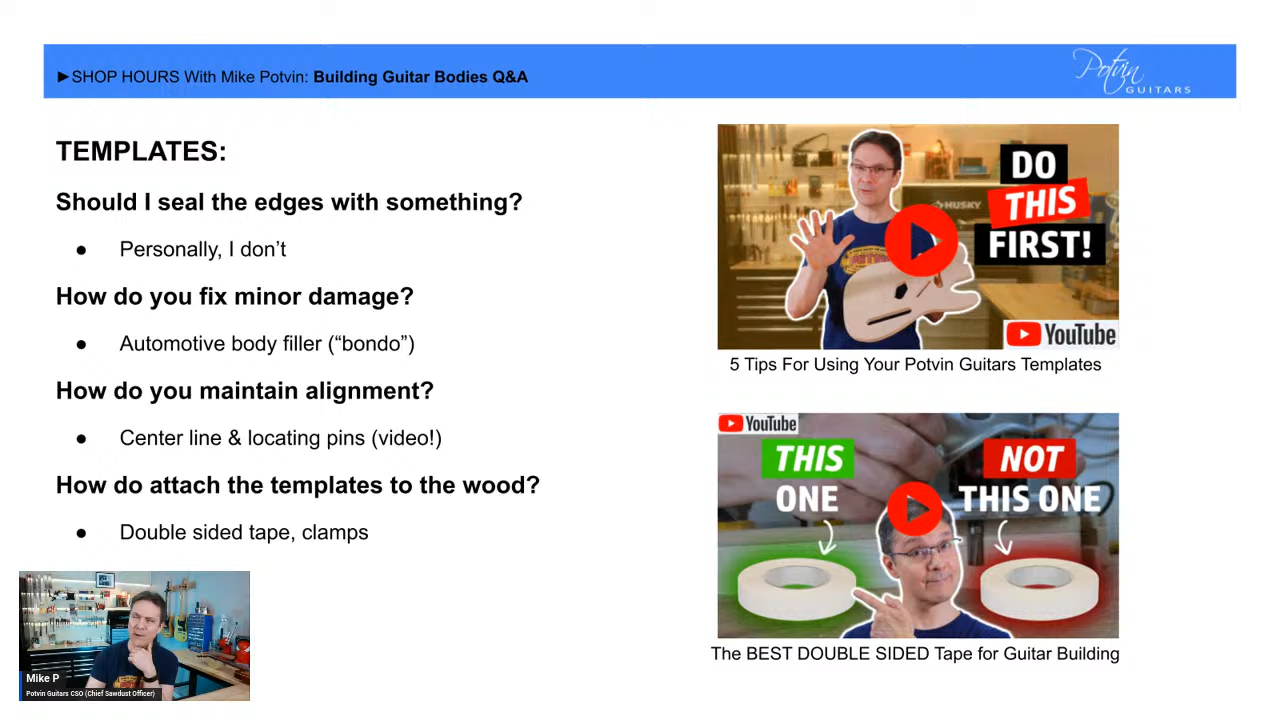 ►SHOP HOURS With Mike Potvin: Building Guitar Bodies Q&A
Potvin
GUITARS
TEMPLATES:
Should I seal the edges with something?
● Personally, I don’t
How do you fix minor damage?
● Automotive body filler (“bondo”)
How do you maintain alignment?
● Center line & locating pins (video!)
How do attach the templates to the wood?
● Double sided tape, clamps
DO
THIS
FIRST!
HUSKY
YouTube
5 Tips For Using Your Potvin Guitars Templates
YouTube
THIS
ONE
NOT
THIS ONE
The BEST DOUBLE SIDED Tape for Guitar Building
Mike P
Potvin Guitars CSO (Chief Sawdust Officer)